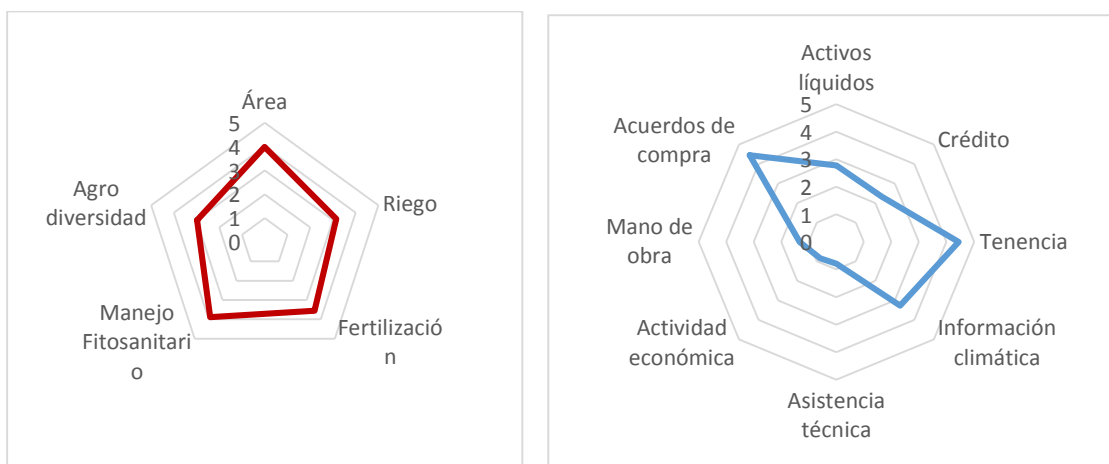 Área
5
4
3
2
1
0
Riego
Fertilizació
n
Manejo
Fitosanitari
o
Agro
diversidad
Activos
líquidos
5
4
3
2
1
0
Crédito
Tenencia
Información
climática
Asistencia
técnica
Actividad
económica
Mano de
obra
Acuerdos de
compra